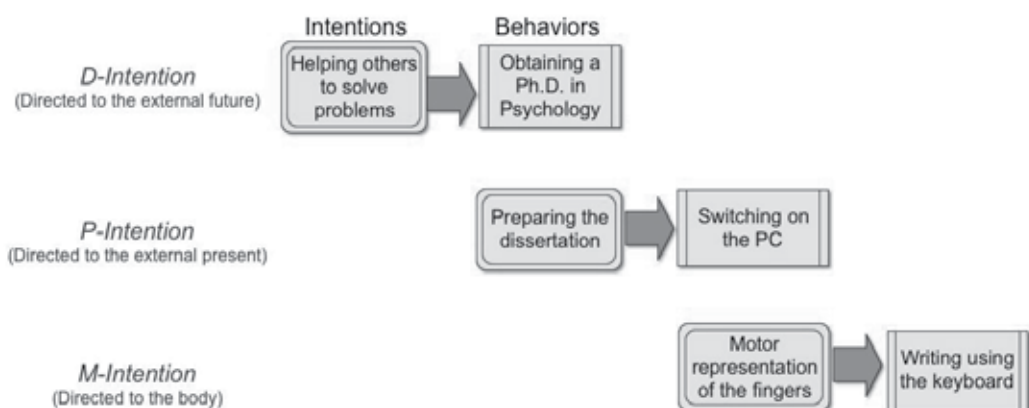 Intentions Behaviors
D-Intention
(Directed to the external future)
Helping others
to solve
problems
Obtaining a
Ph.D. in
Psychology
P-Intention
(Directed to the external present)
Preparing the
dissertation
Switching on
the PC
M-Intention
(Directed to the body)
Motor
representation
of the fingers
Writing using
the keyboard